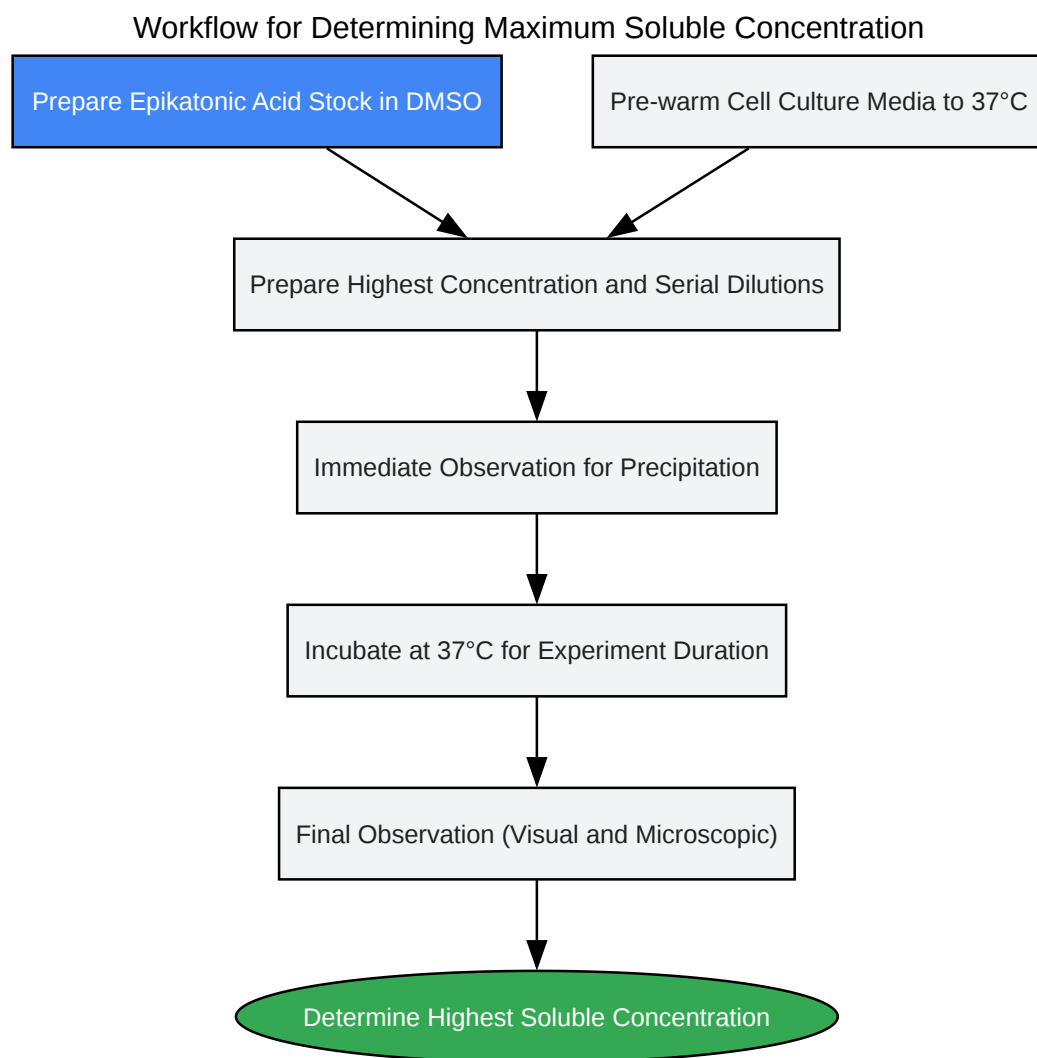 Workflow for Determining Maximum Soluble Concentration
Prepare Epikatonic Acid Stock in DMSO
Pre-warm Cell Culture Media to 37°C
Prepare Highest Concentration and Serial Dilutions
Immediate Observation for Precipitation
Incubate at 37°C for Experiment Duration
Final Observation (Visual and Microscopic)
Determine Highest Soluble Concentration